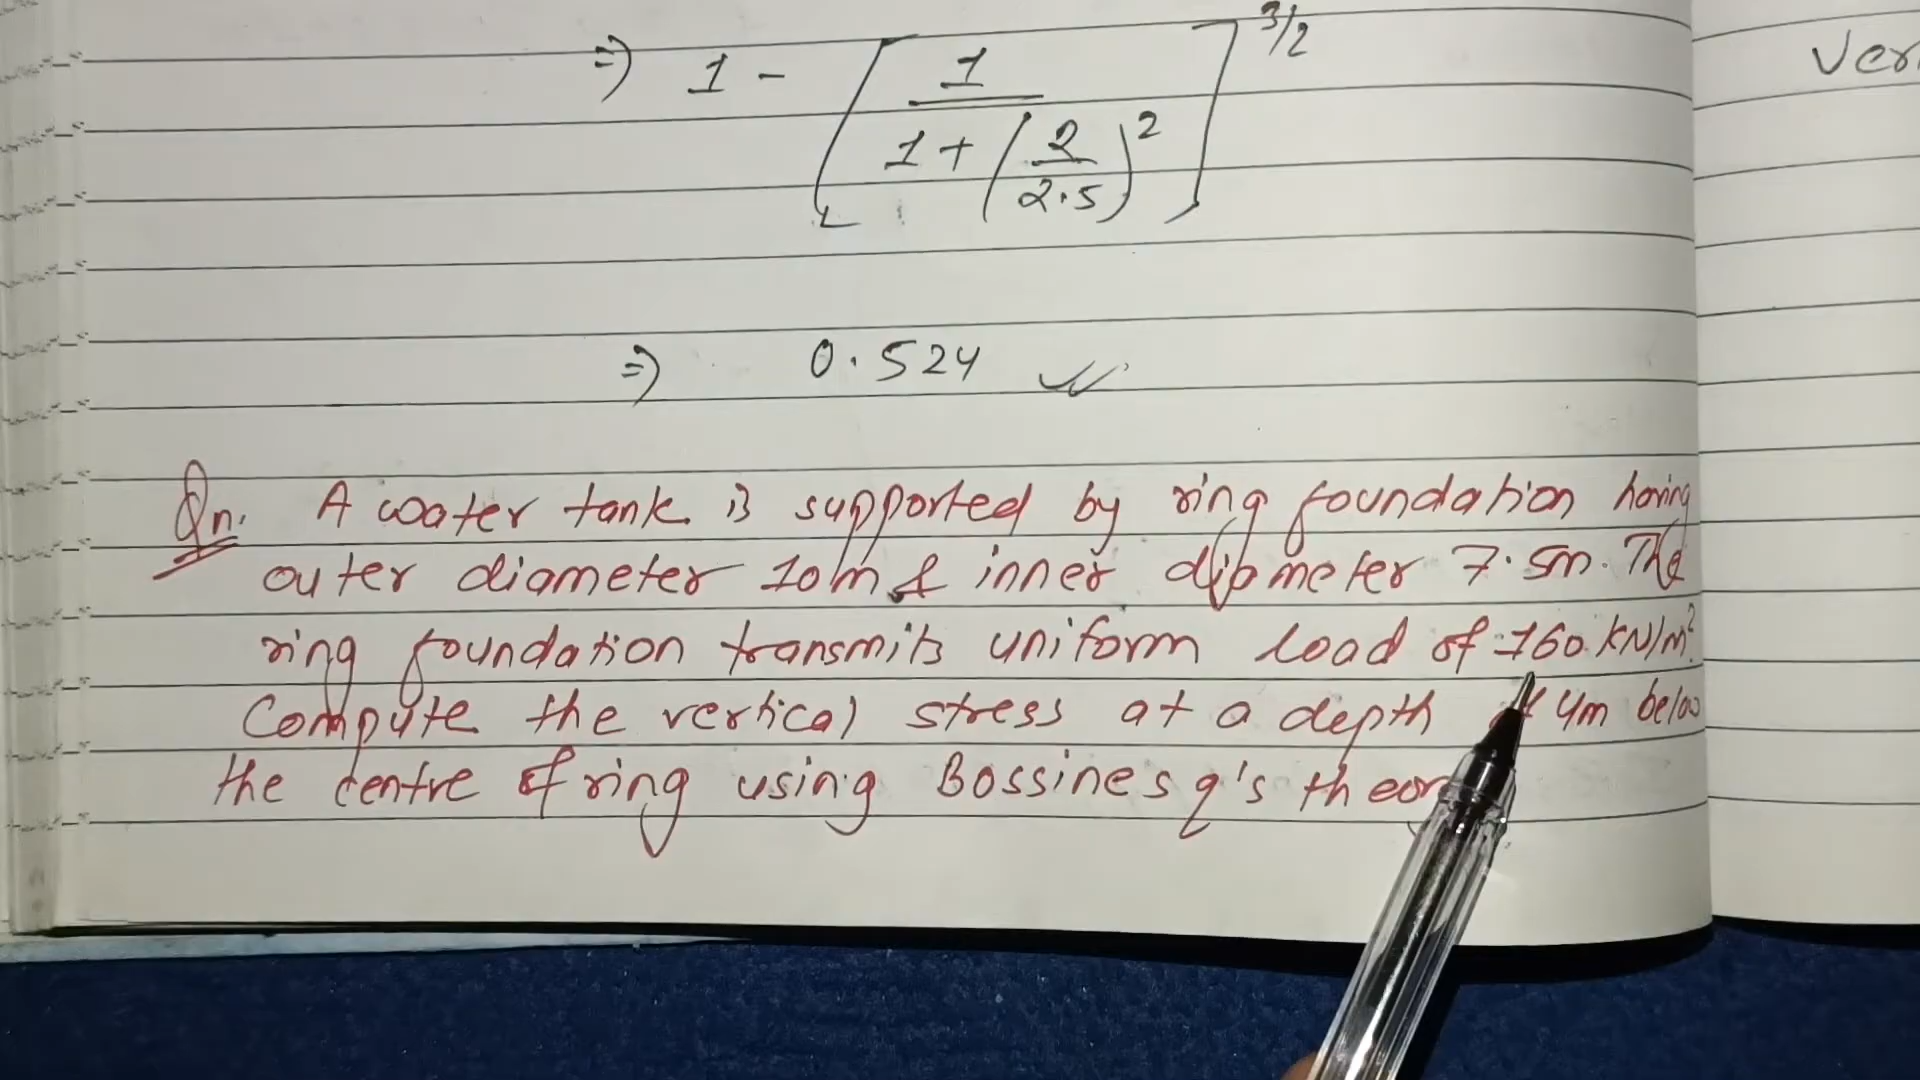 ⇒ 1 - [1 / (1 + (2/2.5)²)]^3/2
Ver
⇒ 0.524
Qn. A water tank is supported by ring foundation having
outer diameter 10m & inner diameter 7.5m. The
ring foundation transmits uniform load of 160 kN/m².
Compute the vertical stress at a depth of 4m below
the centre of ring using Bossinesq's theory